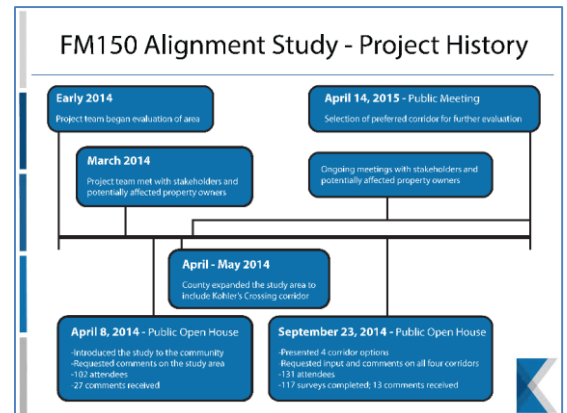 FM150 Alignment Study - Project History
Early 2014
Project team began evaluation of area
April 14, 2015 - Public Meeting
Selection of preferred corridor for further evaluation
March 2014
Project team met with stakeholders and
potentially affected property owners
Ongoing meetings with stakeholders and
potentially affected property owners
April - May 2014
County expanded the study area to
include Kohler's Crossing corridor
April 8, 2014 - Public Open House
-Introduced the study to the community
-Requested comments on the study area
-102 attendees
-27 comments received
September 23, 2014 - Public Open House
-Presented 4 corridor options
-Requested input and comments on all four corridors
-131 attendees
-117 surveys completed; 13 comments received